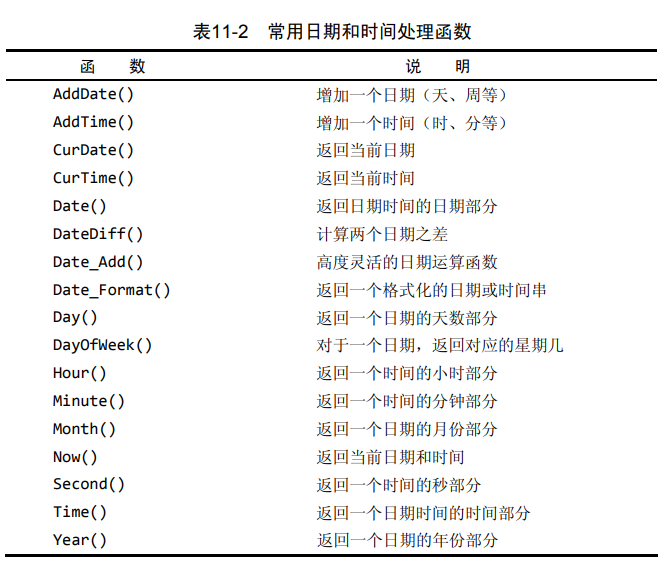 表11-2 常用日期和时间处理函数
函 数 说 明
AddDate() 增加一个日期（天、周等）
AddTime() 增加一个时间（时、分等）
CurDate() 返回当前日期
CurTime() 返回当前时间
Date() 返回日期时间的日期部分
DateDiff() 计算两个日期之差
Date_Add() 高度灵活的日期运算函数
Date_Format() 返回一个格式化的日期或时间串
Day() 返回一个日期的天数部分
DayOfWeek() 对于一个日期，返回对应的星期几
Hour() 返回一个时间的小时部分
Minute() 返回一个时间的分钟部分
Month() 返回一个日期的月份部分
Now() 返回当前日期和时间
Second() 返回一个时间的秒部分
Time() 返回一个日期时间的时间部分
Year() 返回一个日期的年份部分